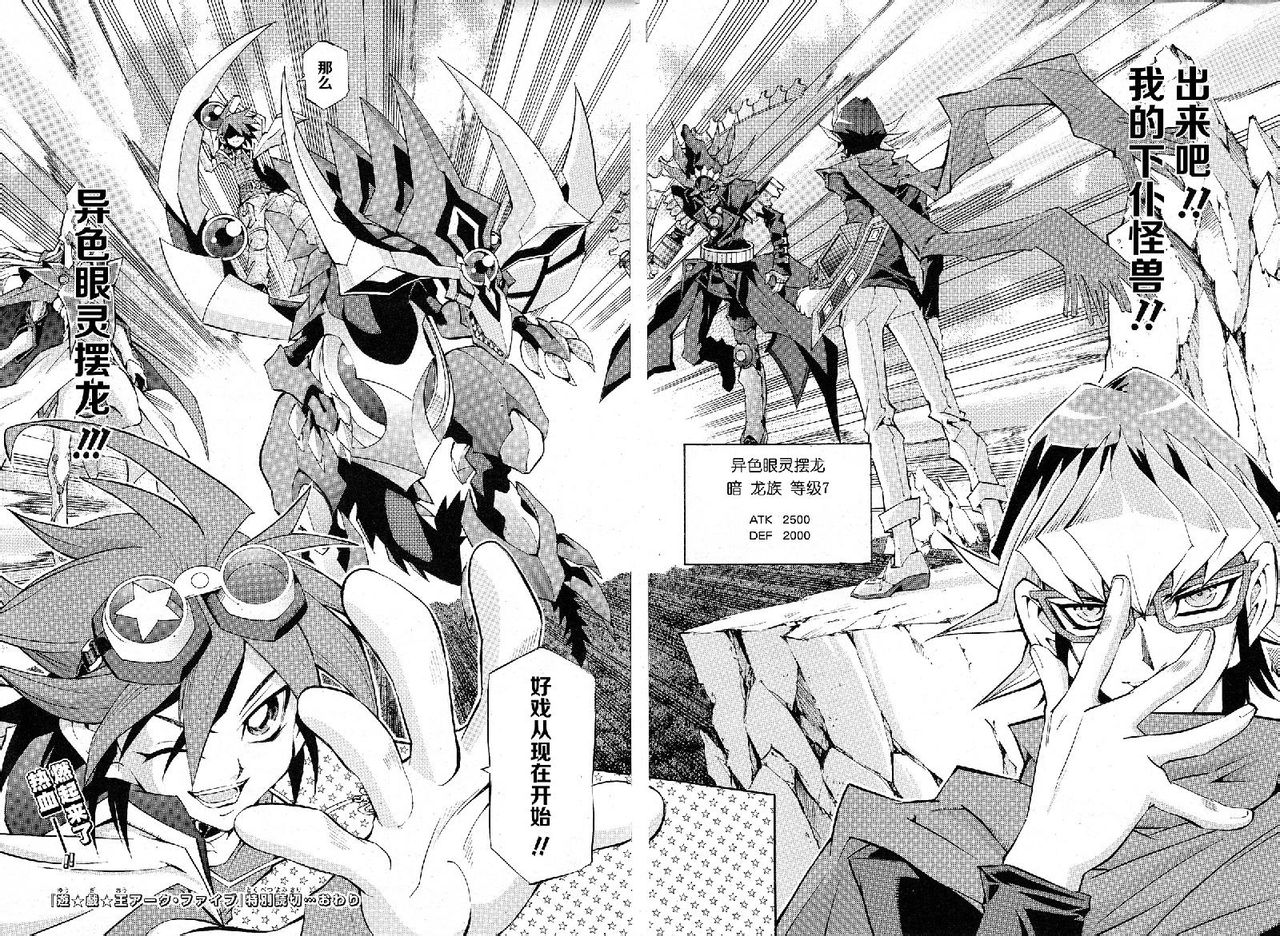 出来吧!!
我的下仆怪兽!!
异色眼灵摆龙
暗 龙族 等级7
ATK 2500
DEF 2000
那么
异色眼灵摆龙!!!
好戏从现在开始!!
燃起来了
热血——!!
『遊☆戯☆王アーク・ファイブ』特別読切…おわり